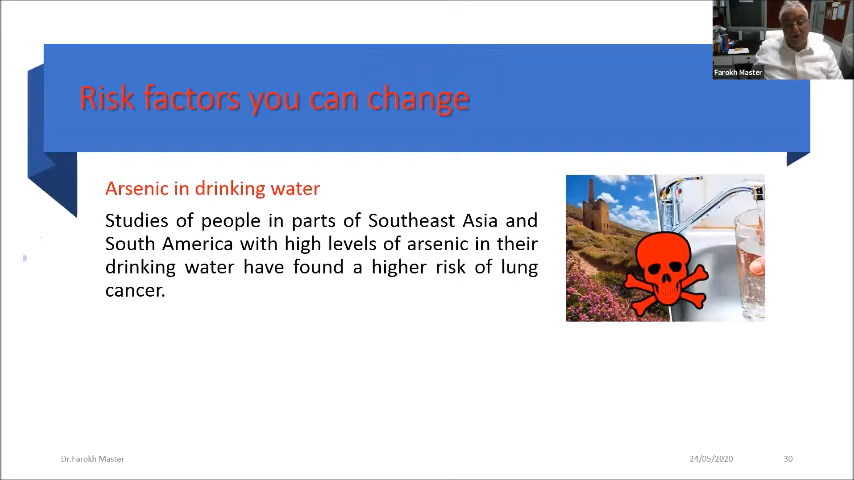 Farokh Master
Risk factors you can change
Arsenic in drinking water
Studies of people in parts of Southeast Asia and
South America with high levels of arsenic in their
drinking water have found a higher risk of lung
cancer.
Dr.Farokh Master
24/05/2020
30